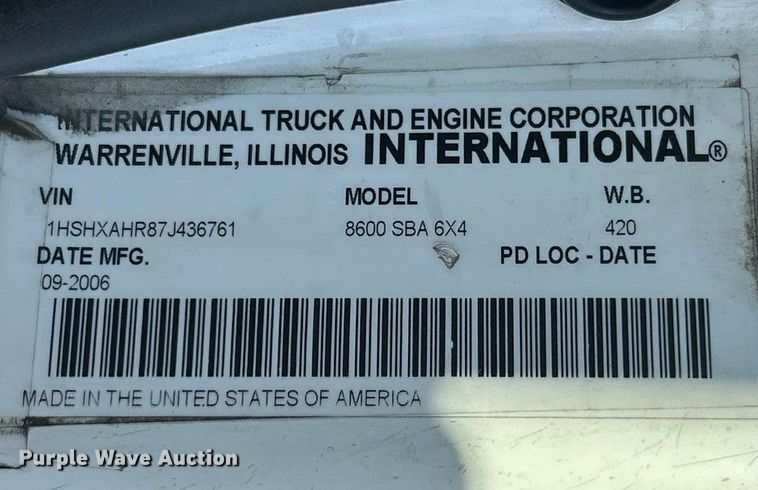 INTERNATIONAL TRUCK AND ENGINE CORPORATION
WARRENVILLE, ILLINOIS INTERNATIONAL®
VIN MODEL W.B.
1HSHXAHR87J436761 8600 SBA 6X4 420
DATE MFG. PD LOC - DATE
09-2006
MADE IN THE UNITED STATES OF AMERICA
Purple Wave Auction